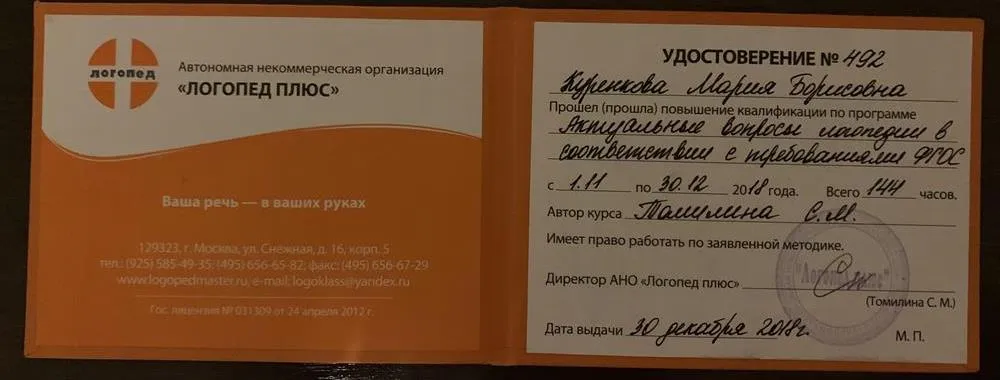 логопед
Автономная некоммерческая организация
«ЛОГОПЕД ПЛЮС»
Ваша речь — в ваших руках
129323, г. Москва, ул. Снежная, д. 16, корп. 5
тел.: (925) 585-49-35; (495) 656-65-82; факс: (495) 656-67-29
www.logopedmaster.ru; e-mail: logoklass@yandex.ru
Гос. лицензия № 031309 от 24 апреля 2012 г.
УДОСТОВЕРЕНИЕ № 492
Куренкова Мария Борисовна
Прошел (прошла) повышение квалификации по программе
Актуальные вопросы логопедии в
соответствии с требованиями ФГОС
с 1.11 по 30.12 2018 года. Всего 144 часов.
Автор курса Томилина С.М.
Имеет право работать по заявленной методике.
Директор АНО «Логопед плюс»
"Логопед плюс"
(Томилина С. М.)
Дата выдачи 30 декабря 2018г.
М. П.